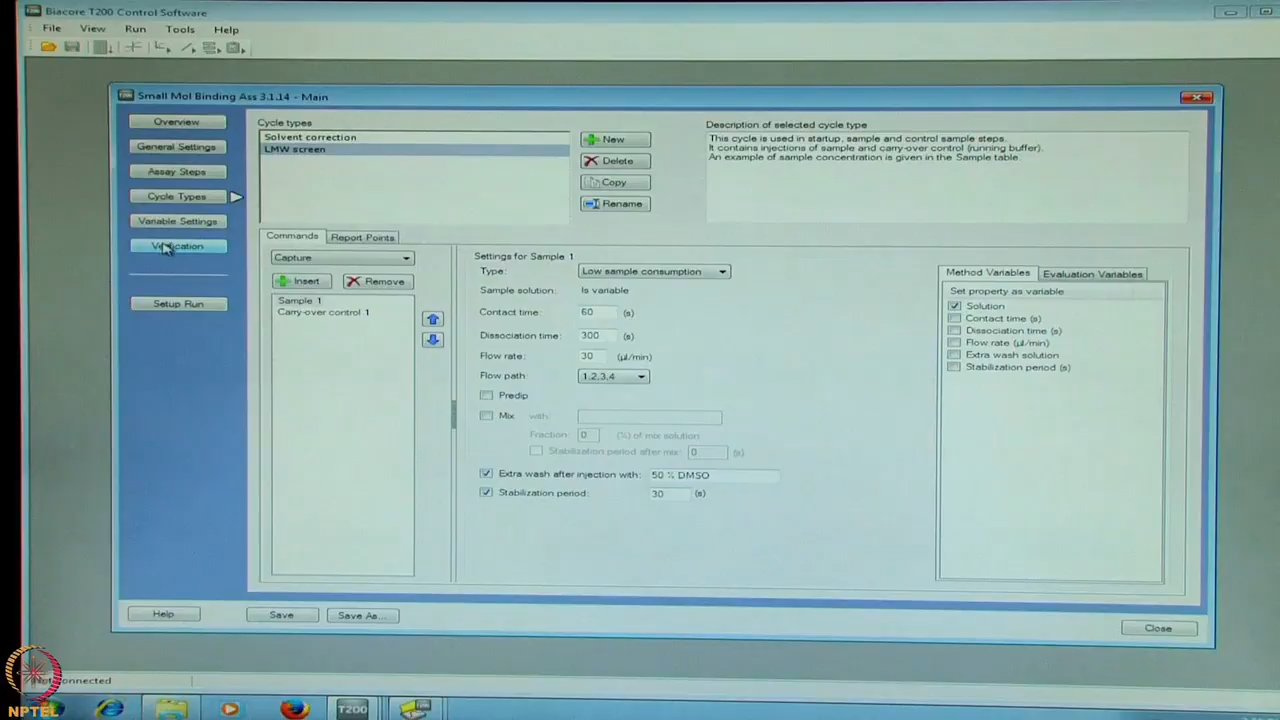 Biacore T200 Control Software
File View Run Tools Help
Small Mol Binding Ass 3.1.14 - Main
Overview
General Settings
Assay Steps
Cycle Types
Variable Settings
Verification
Setup Run
Cycle types
Solvent correction
LMW screen
New
Delete
Copy
Rename
Description of selected cycle type
This cycle is used in startup, sample and control sample steps.
It contains injections of sample and carry-over control (running buffer).
An example of sample concentration is given in the Sample table.
Commands Report Points
Capture
Insert Remove
Sample 1
Carry-over control 1
Settings for Sample 1
Type: Low sample consumption
Sample solution: Is variable
Contact time: 60 (s)
Dissociation time: 300 (s)
Flow rate: 30 (µl/min)
Flow path: 1,2,3,4
Predip
Mix with:
Fraction: 0 (%) of mix solution
Stabilization period after mix: 0 (s)
Extra wash after injection with: 50 % DMSO
Stabilization period: 30 (s)
Method Variables Evaluation Variables
Set property as variable
Solution
Contact time (s)
Dissociation time (s)
Flow rate (µl/min)
Extra wash solution
Stabilization period (s)
Help Save Save As... Close
connected
T200
NPTEL